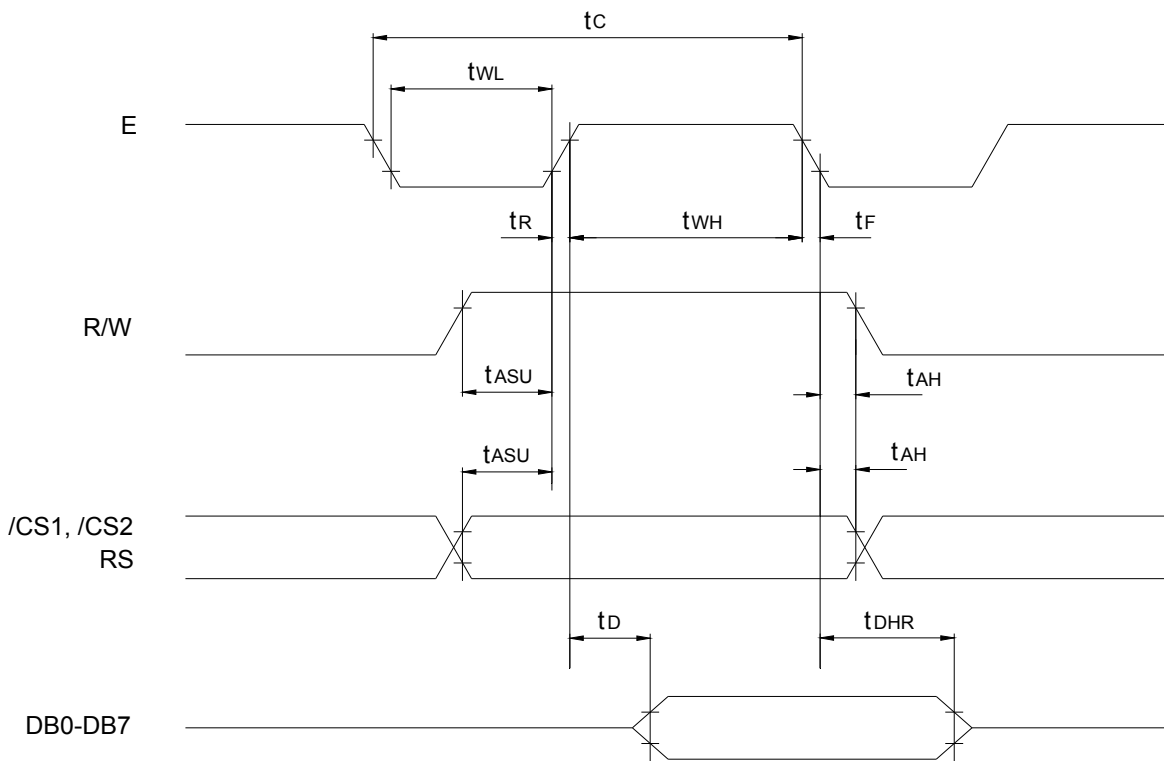 tC
tWL
E
tR
tWH
tF
R/W
tASU
tAH
tASU
tAH
/CS1, /CS2
RS
tD
tDHR
DB0-DB7